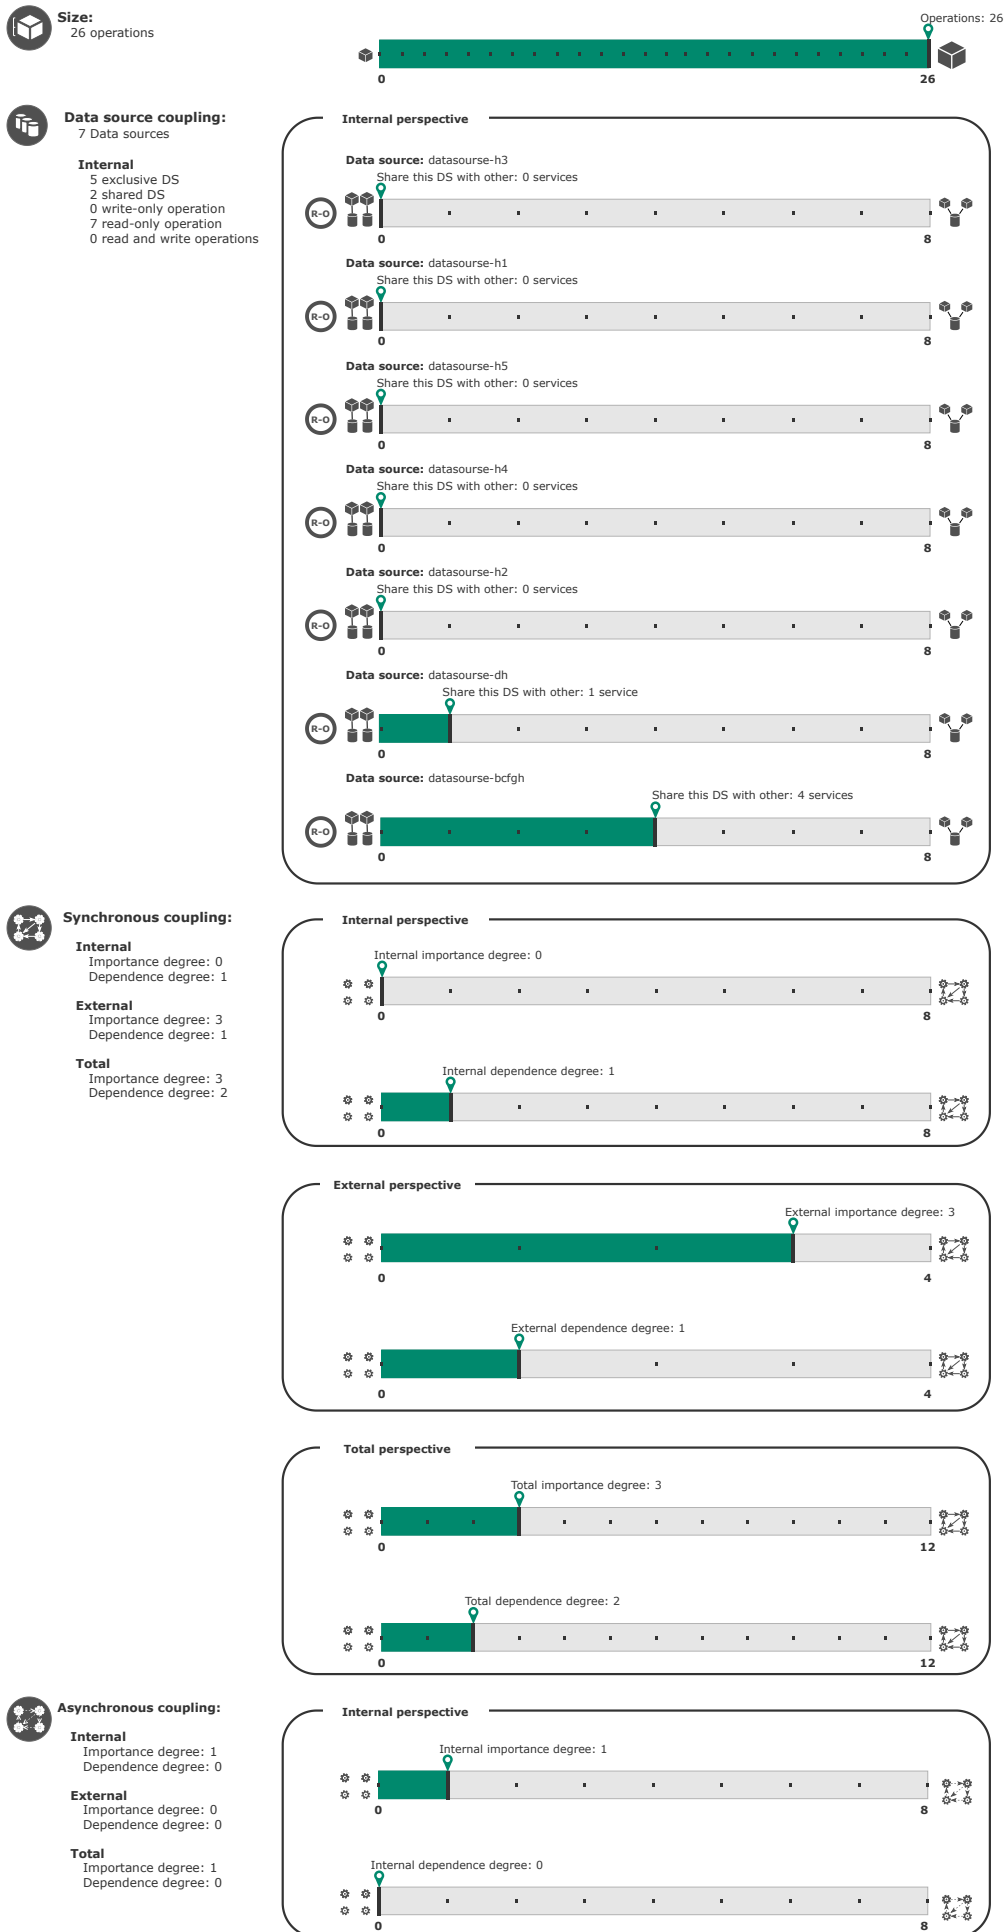 Size:
26 operations
Operations: 26
0
26
Data source coupling:
7 Data sources
Internal
5 exclusive DS
2 shared DS
0 write-only operation
7 read-only operation
0 read and write operations
Internal perspective
Data source: datasourse-h3
Share this DS with other: 0 services
R-O
0
8
Data source: datasourse-h1
Share this DS with other: 0 services
R-O
0
8
Data source: datasourse-h5
Share this DS with other: 0 services
R-O
0
8
Data source: datasourse-h4
Share this DS with other: 0 services
R-O
0
8
Data source: datasourse-h2
Share this DS with other: 0 services
R-O
0
8
Data source: datasourse-dh
Share this DS with other: 1 service
R-O
0
8
Data source: datasourse-bcfgh
Share this DS with other: 4 services
R-O
0
8
Synchronous coupling:
Internal
Importance degree: 0
Dependence degree: 1
External
Importance degree: 3
Dependence degree: 1
Total
Importance degree: 3
Dependence degree: 2
Internal perspective
Internal importance degree: 0
0
8
Internal dependence degree: 1
0
8
External perspective
External importance degree: 3
0
4
External dependence degree: 1
0
4
Total perspective
Total importance degree: 3
0
12
Total dependence degree: 2
0
12
Asynchronous coupling:
Internal
Importance degree: 1
Dependence degree: 0
External
Importance degree: 0
Dependence degree: 0
Total
Importance degree: 1
Dependence degree: 0
Internal perspective
Internal importance degree: 1
0
8
Internal dependence degree: 0
0
8